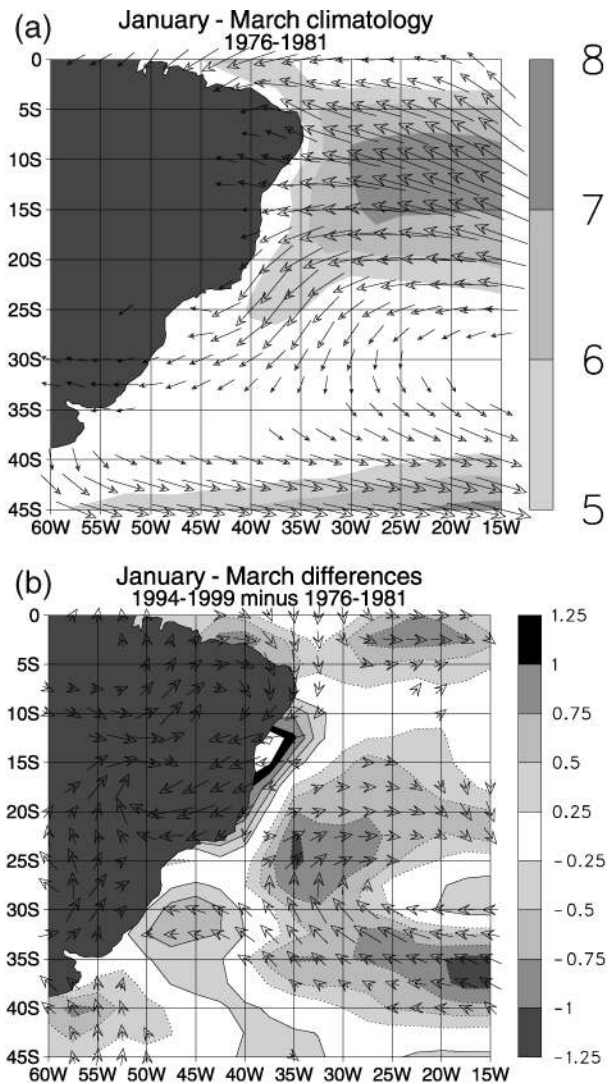 (a)
January - March climatology
1976-1981
0
5S
10S
15S
20S
25S
30S
35S
40S
45S
60W 55W 50W 45W 40W 35W 30W 25W 20W 15W
8
7
6
5
(b)
January - March differences
1994-1999 minus 1976-1981
0
5S
10S
15S
20S
25S
30S
35S
40S
45S
60W 55W 50W 45W 40W 35W 30W 25W 20W 15W
1.25
1
0.75
0.5
0.25
-0.25
-0.5
-0.75
-1
-1.25